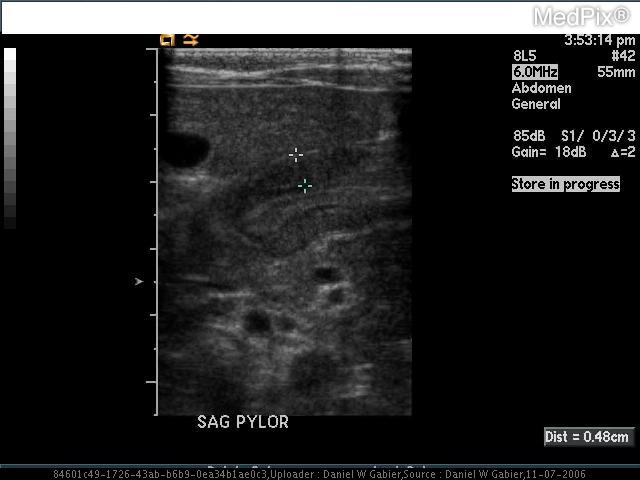 MedPix®
3:53:14 pm
8L5 #42
6.0MHz 55mm
Abdomen
General
85dB S1/ 0/3/3
Gain= 18dB Δ=2
Store in progress
SAG PYLOR
Dist = 0.48cm
84601c49-1726-43ab-b6b9-0ea34b1ae0c3,Uploader : Daniel W Gabier,Source : Daniel W Gabier,11-07-2006